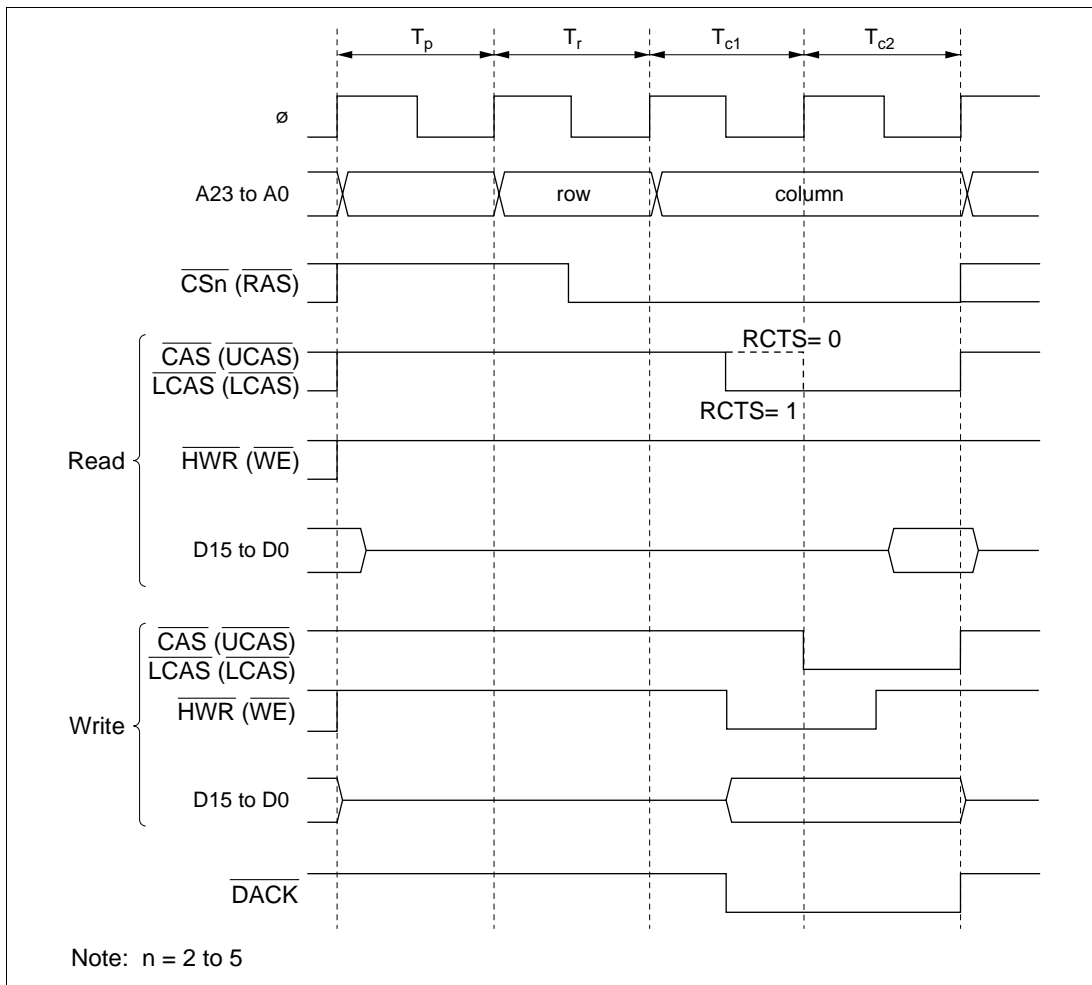 Tp Tr Tc1 Tc2
ø
A23 to A0 row column
CSn (RAS)
Read
CAS (UCAS) RCTS= 0
LCAS (LCAS) RCTS= 1
HWR (WE)
D15 to D0
Write
CAS (UCAS)
LCAS (LCAS)
HWR (WE)
D15 to D0
DACK
Note: n = 2 to 5